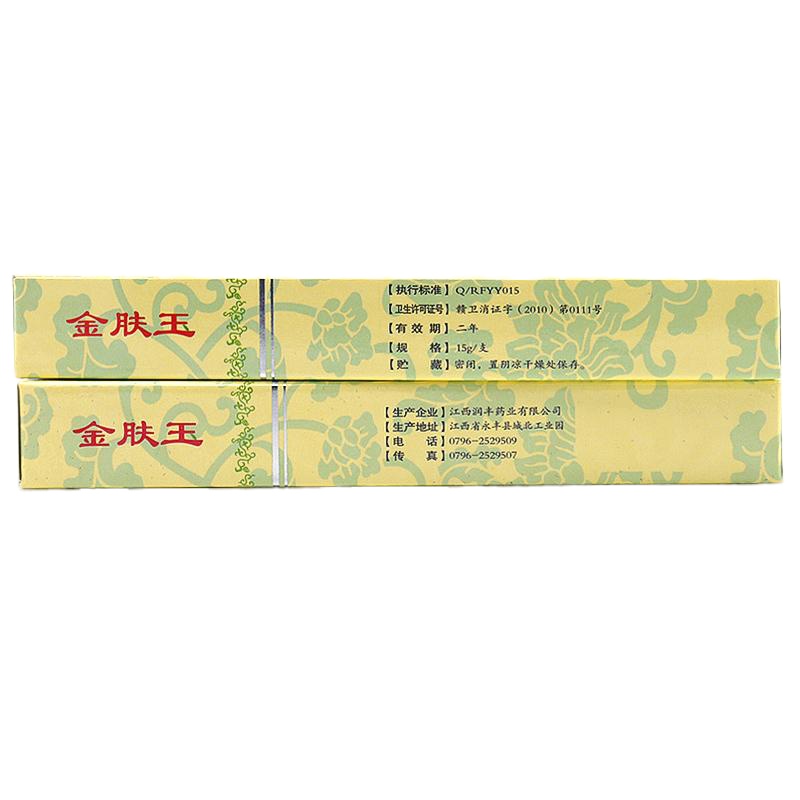 金肤王
【执行标准】Q/RFYY015
【卫生许可证号】赣卫消证字（2010）第0111号
【有效期】二年
【规格】15g/支
【贮藏】密闭，置阴凉干燥处保存。
金肤王
【生产企业】江西润丰药业有限公司
【生产地址】江西省永丰县城北工业园
【电话】0796-2529509
【传真】0796-2529507